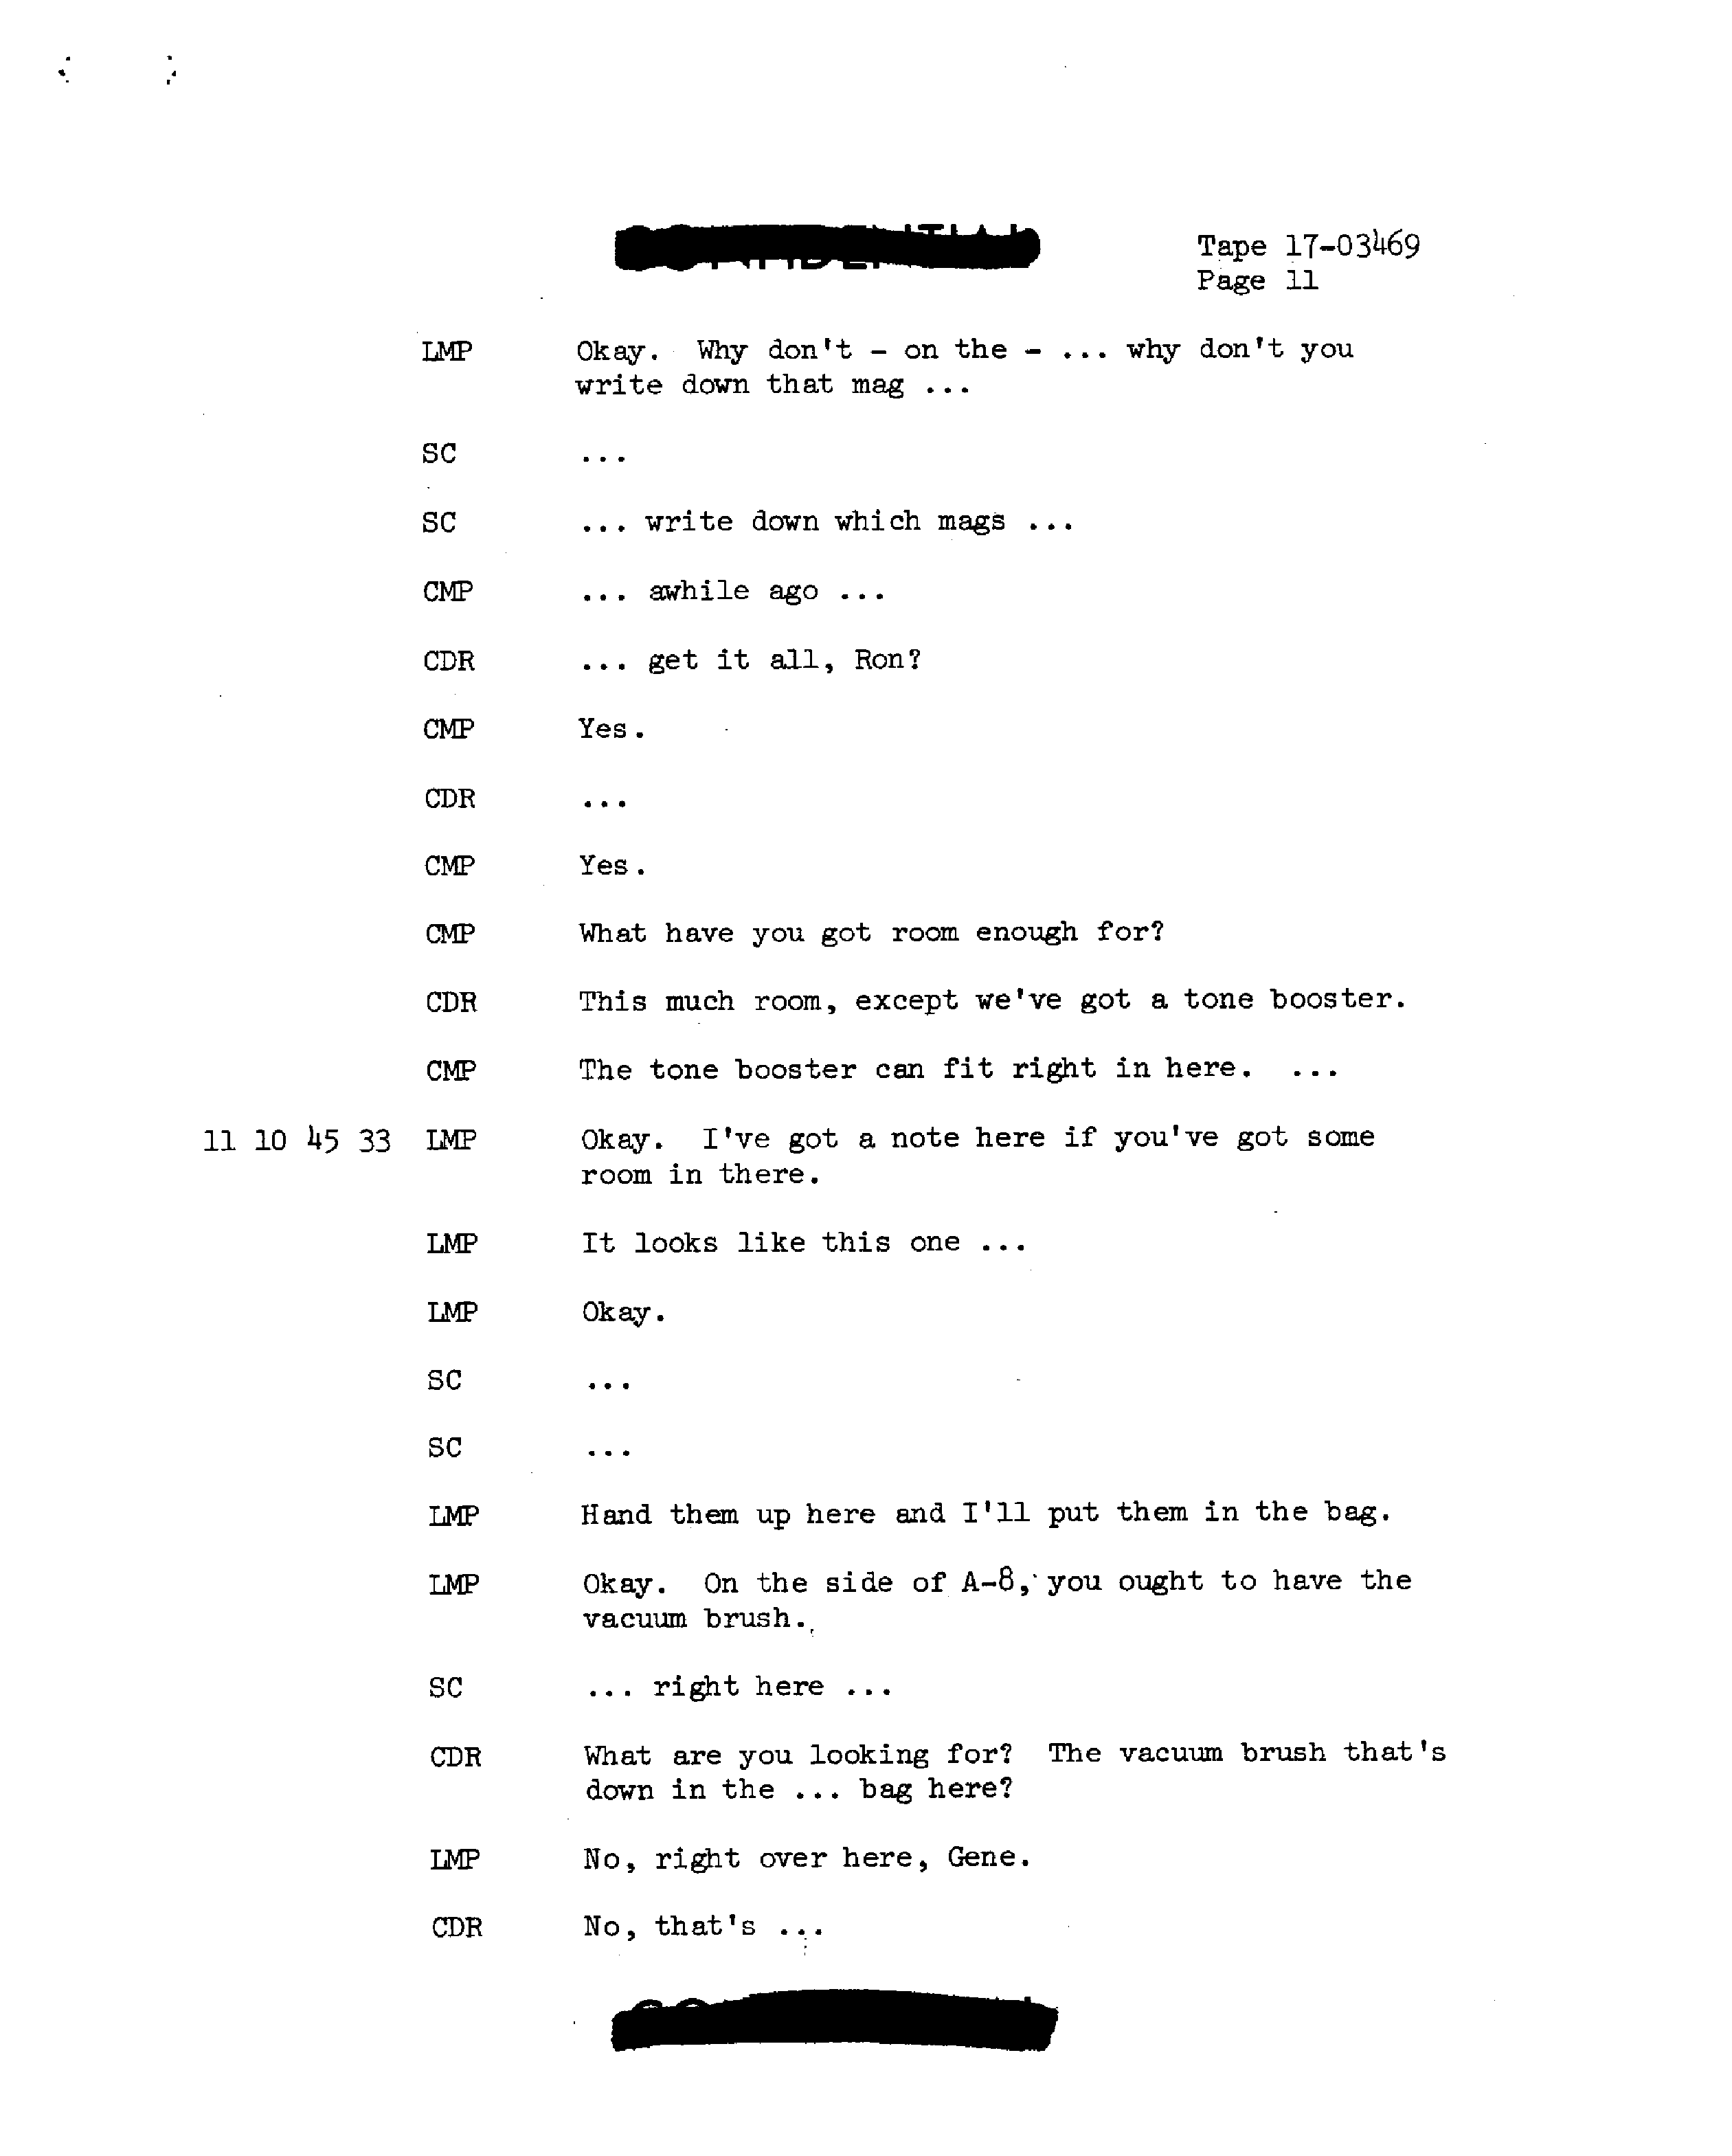 Tape 17-03469
Page 11
LMP Okay. Why don't - on the - ... why don't you
write down that mag ...
SC ...
SC ... write down which mags ...
CMP ... awhile ago ...
CDR ... get it all, Ron?
CMP Yes.
CDR ...
CMP Yes.
CMP What have you got room enough for?
CDR This much room, except we've got a tone booster.
CMP The tone booster can fit right in here. ...
11 10 45 33 LMP Okay. I've got a note here if you've got some
room in there.
LMP It looks like this one ...
LMP Okay.
SC ...
SC ...
LMP Hand them up here and I'll put them in the bag.
LMP Okay. On the side of A-8, you ought to have the
vacuum brush.
SC ... right here ...
CDR What are you looking for? The vacuum brush that's
down in the ... bag here?
LMP No, right over here, Gene.
CDR No, that's ...